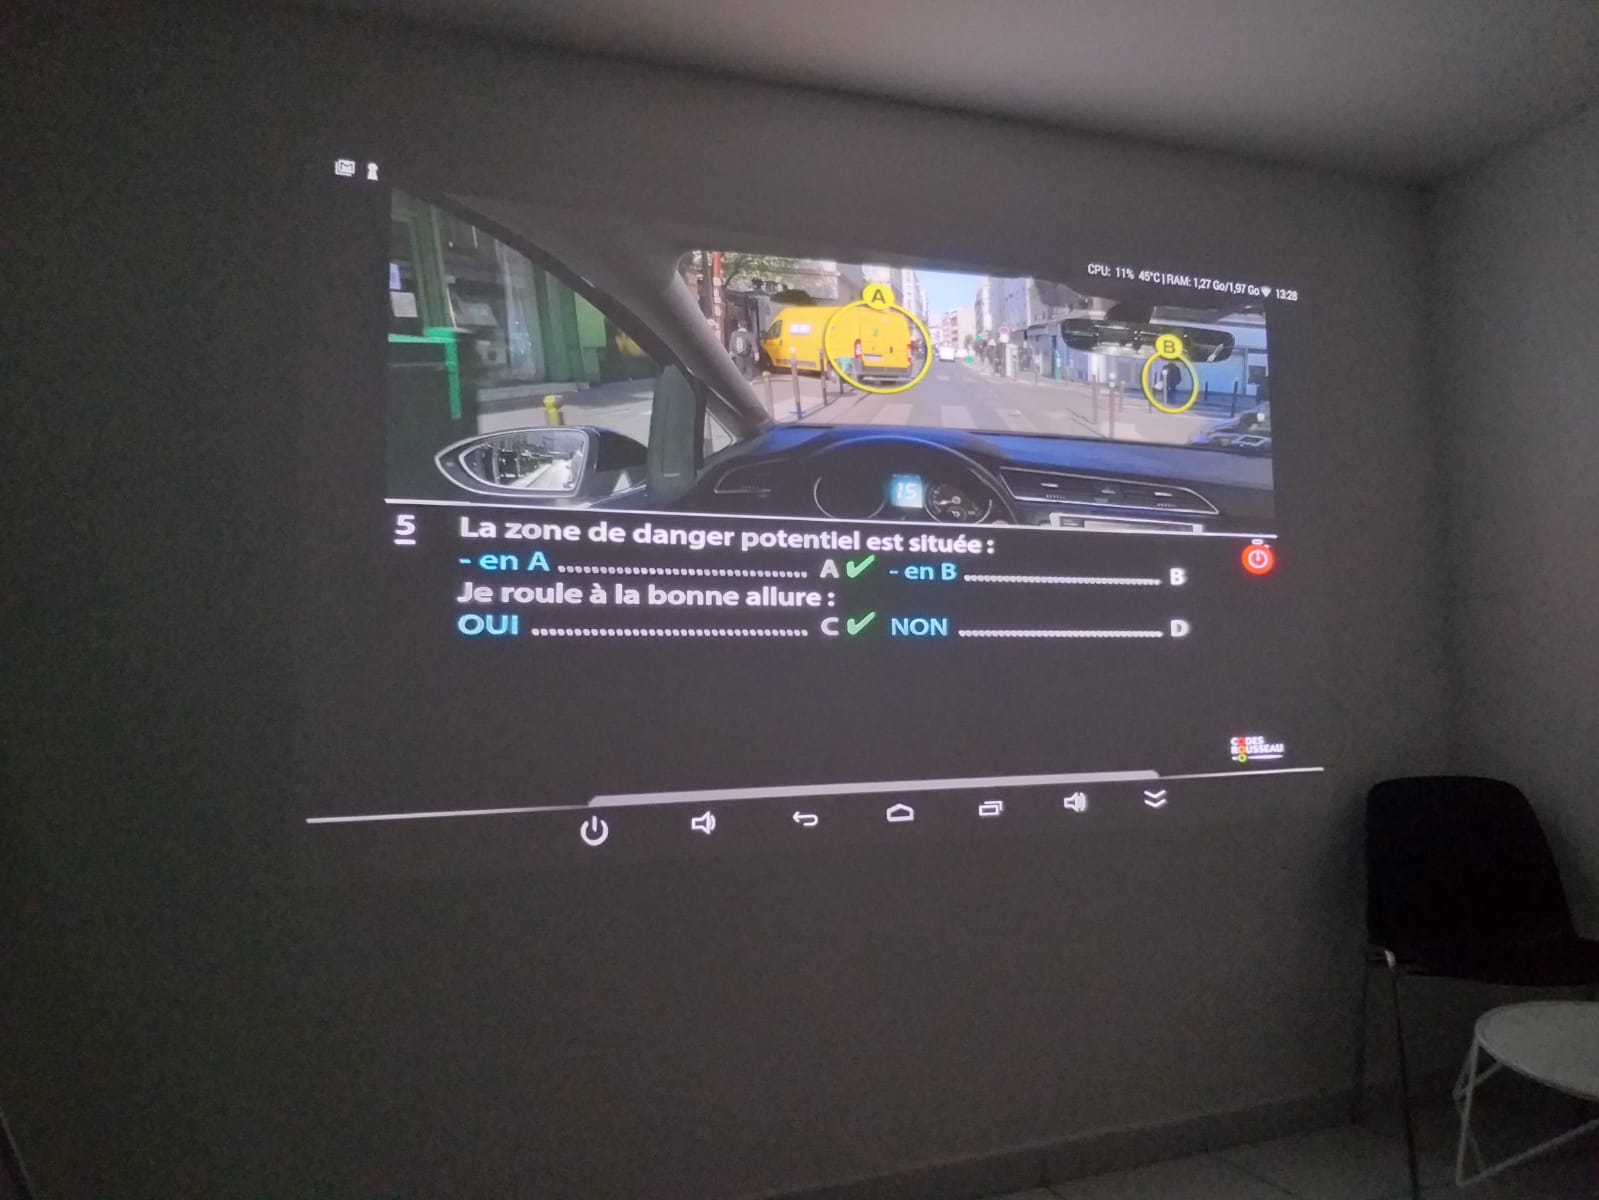 CPU: 11% 45°C | RAM: 1,27 Go/1,97 Go 13:28
A
B
15
5 La zone de danger potentiel est située :
- en A .......................................... A ✔ - en B .......................................... B
Je roule à la bonne allure :
OUI .......................................... C ✔ NON .......................................... D
CODES
ROUSSEAU